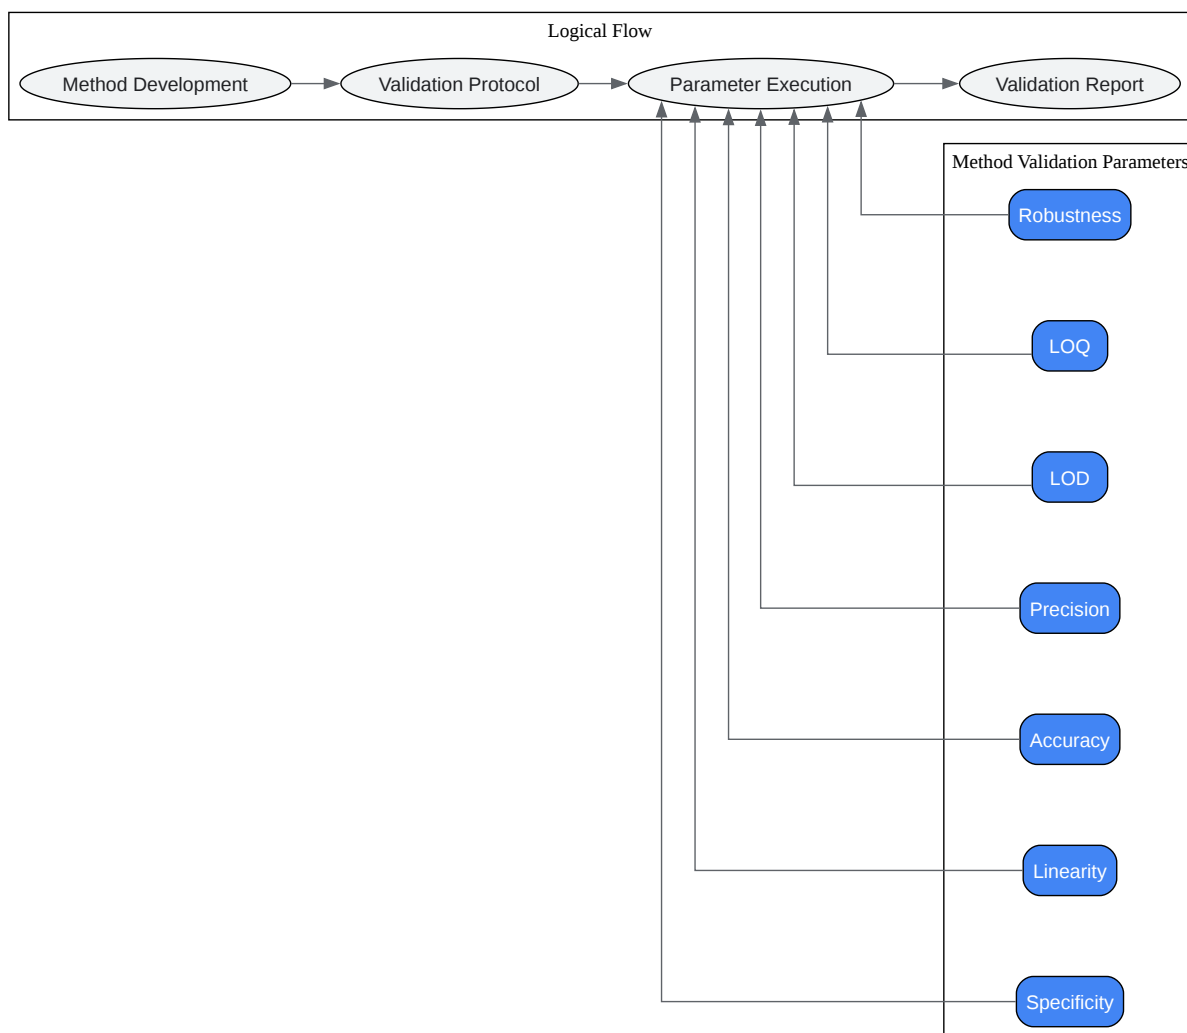 Logical Flow
Method Development
Validation Protocol
Parameter Execution
Validation Report
Method Validation Parameters
Robustness
LOQ
LOD
Precision
Accuracy
Linearity
Specificity